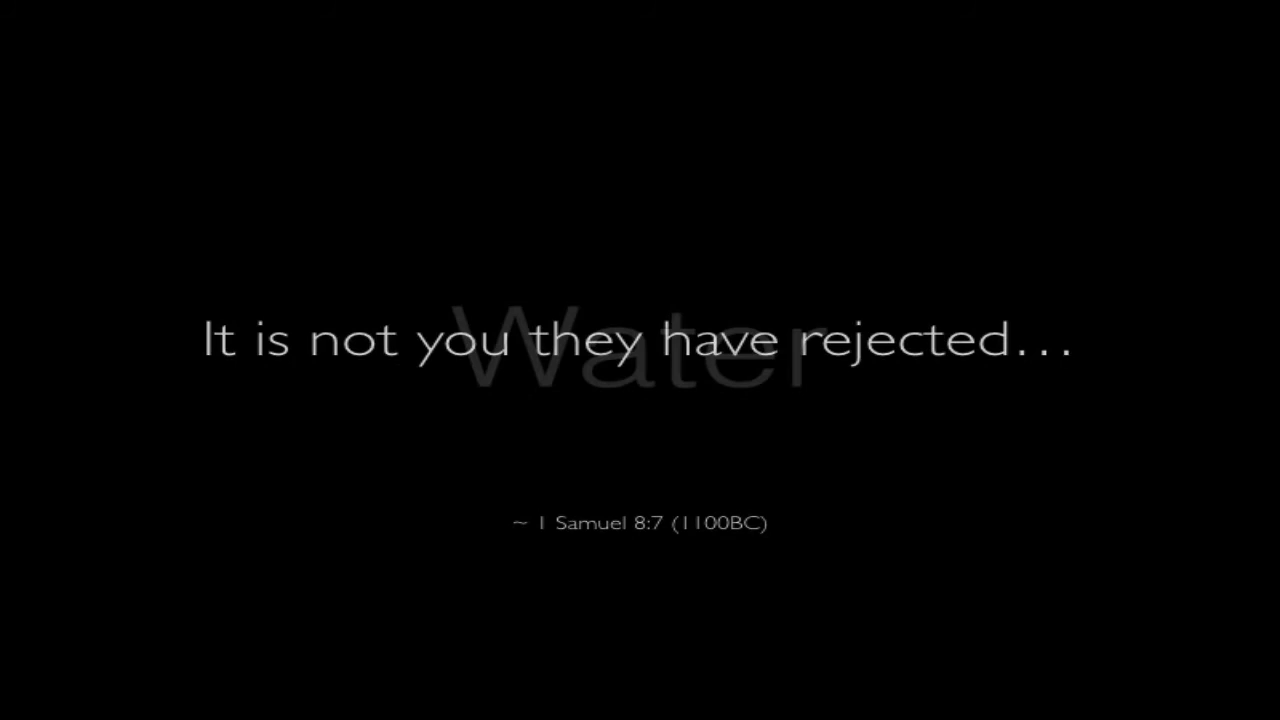 It is not you they have rejected…
Water
~ 1 Samuel 8:7 (1100BC)